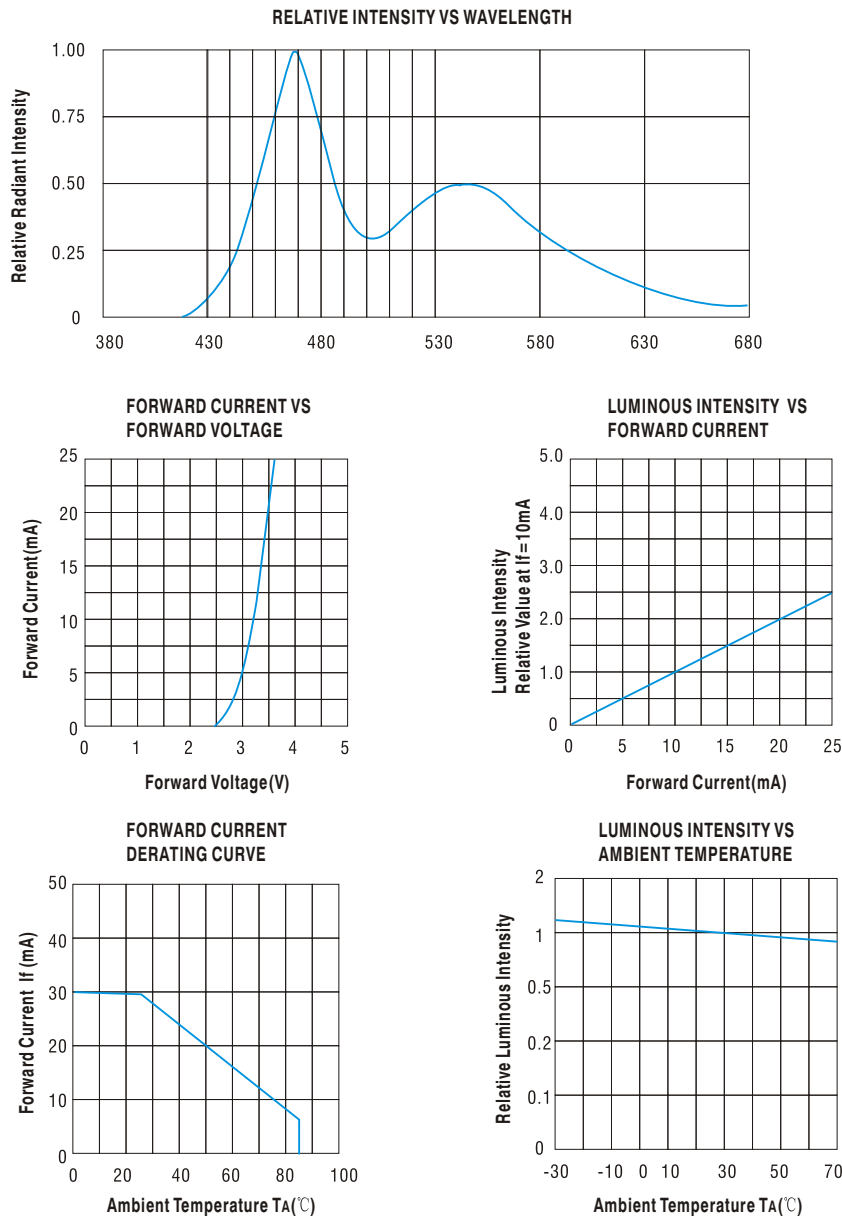 RELATIVE INTENSITY VS WAVELENGTH
Relative Radiant Intensity
1.00
0.75
0.50
0.25
0
380 430 480 530 580 630 680
FORWARD CURRENT VS
FORWARD VOLTAGE
Forward Current(mA)
25
20
15
10
5
0
0 1 2 3 4 5
Forward Voltage(V)
LUMINOUS INTENSITY VS
FORWARD CURRENT
Luminous Intensity
Relative Value at If=10mA
5.0
4.0
3.0
2.0
1.0
0
0 5 10 15 20 25
Forward Current(mA)
FORWARD CURRENT
DERATING CURVE
Forward Current If (mA)
50
40
30
20
10
0
0 20 40 60 80 100
Ambient Temperature TA(℃)
LUMINOUS INTENSITY VS
AMBIENT TEMPERATURE
Relative Luminous Intensity
2
1
0.5
0.2
0.1
0
-30 -10 0 10 30 50 70
Ambient Temperature TA(℃)